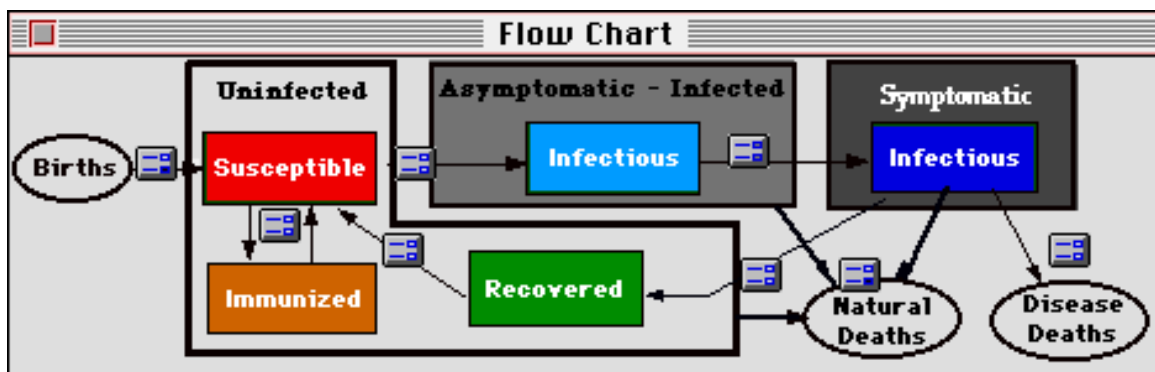 Flow Chart
Uninfected
Asymptomatic - Infected
Symptomatic
Births
Susceptible
Infectious
Infectious
Immunized
Recovered
Natural
Deaths
Disease
Deaths